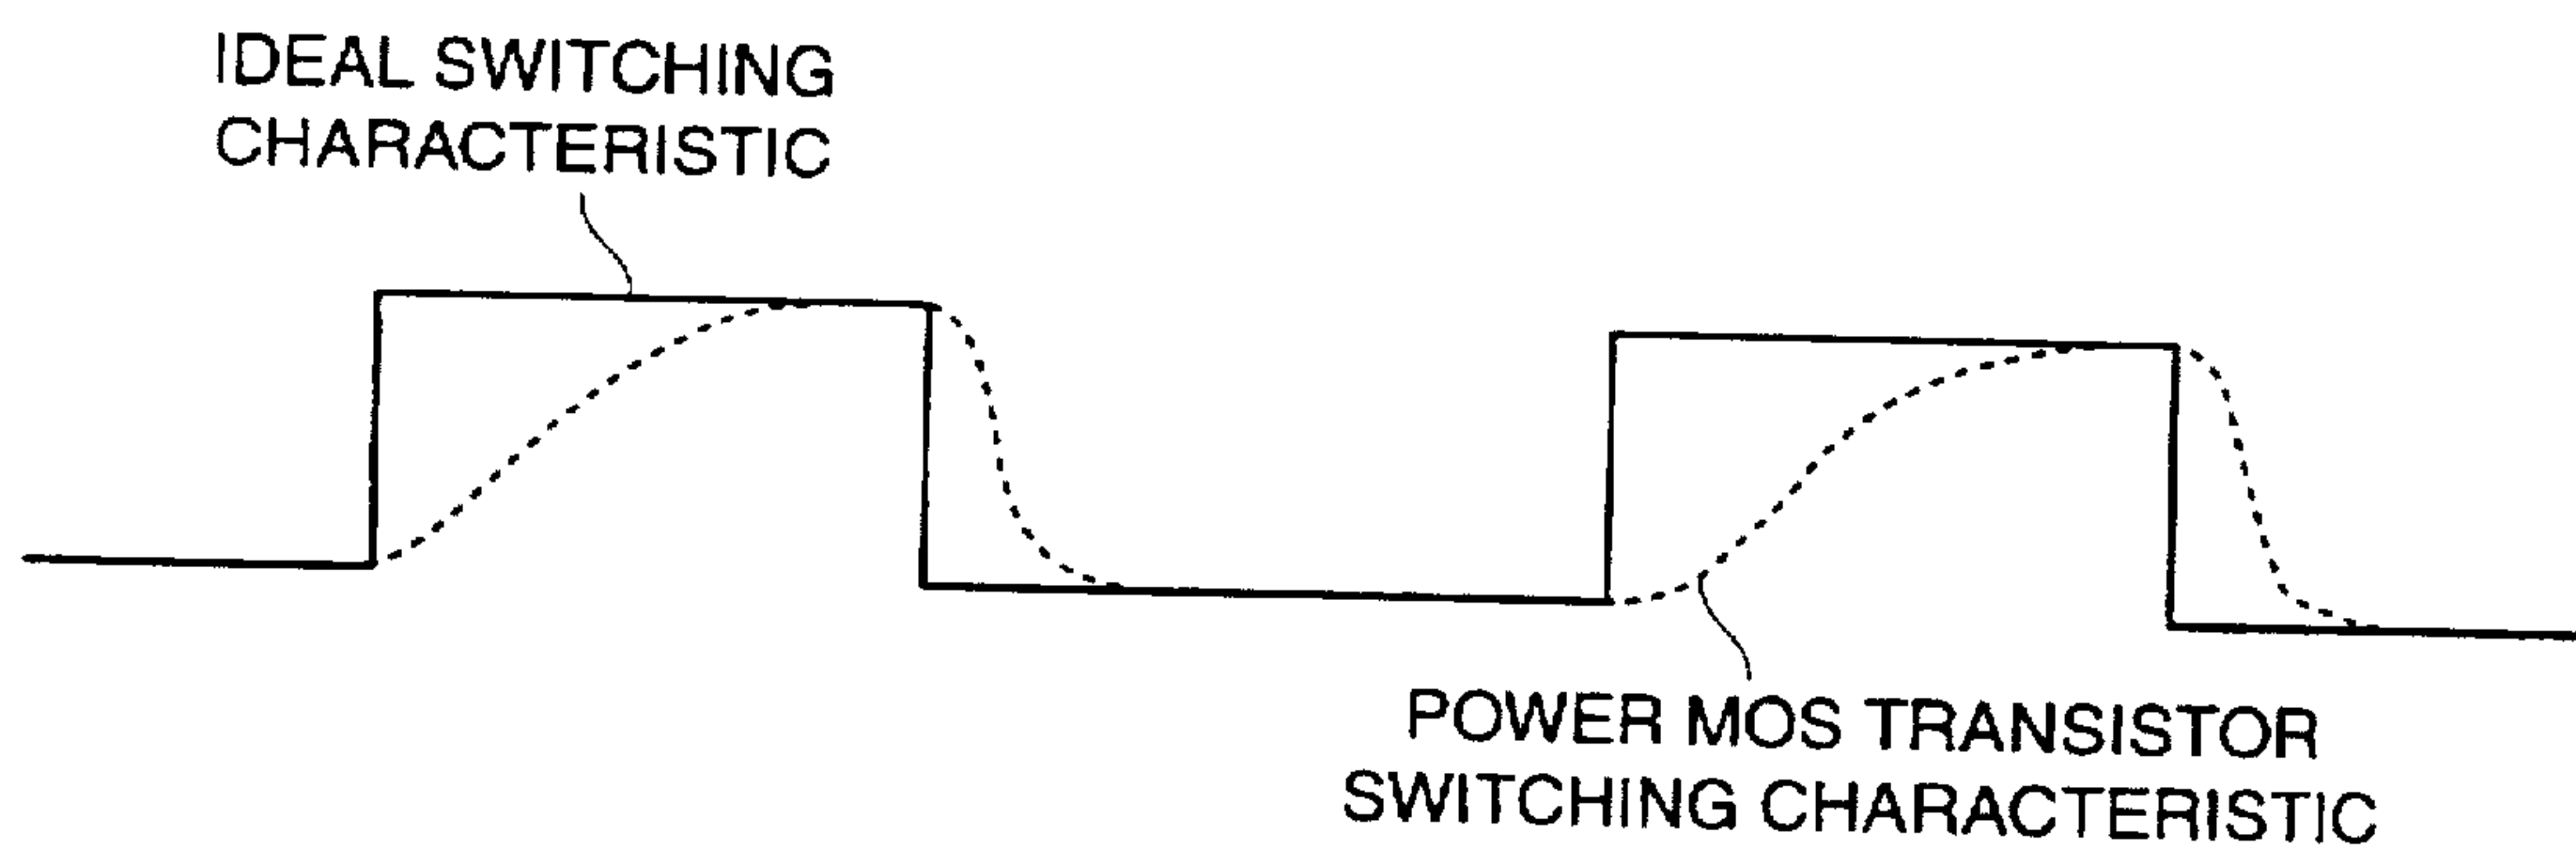 IDEAL SWITCHING
CHARACTERISTIC
POWER MOS TRANSISTOR
SWITCHING CHARACTERISTIC